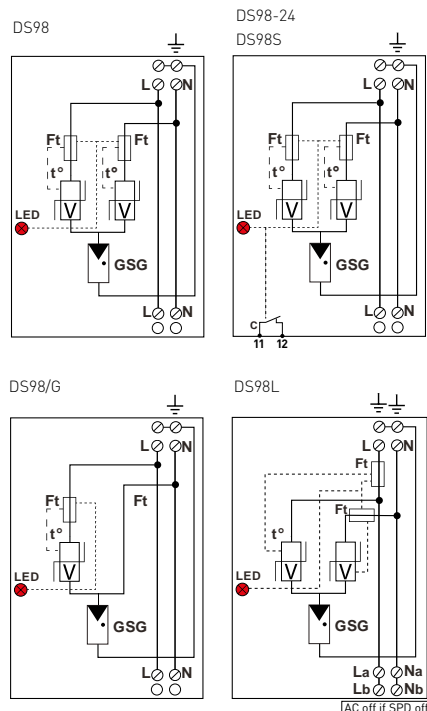 DS98
L N
Ft Ft
t° t°
LED
V V
GSG
L N
DS98-24
DS98S
L N
Ft Ft
t° t°
LED
V V
GSG
C
L N
11 12
DS98/G
L N
Ft Ft
t°
LED
V
GSG
L N
DS98L
L N
Ft
Ft
t°
LED
V V
GSG
La Na
Lb Nb
AC off if SPD off